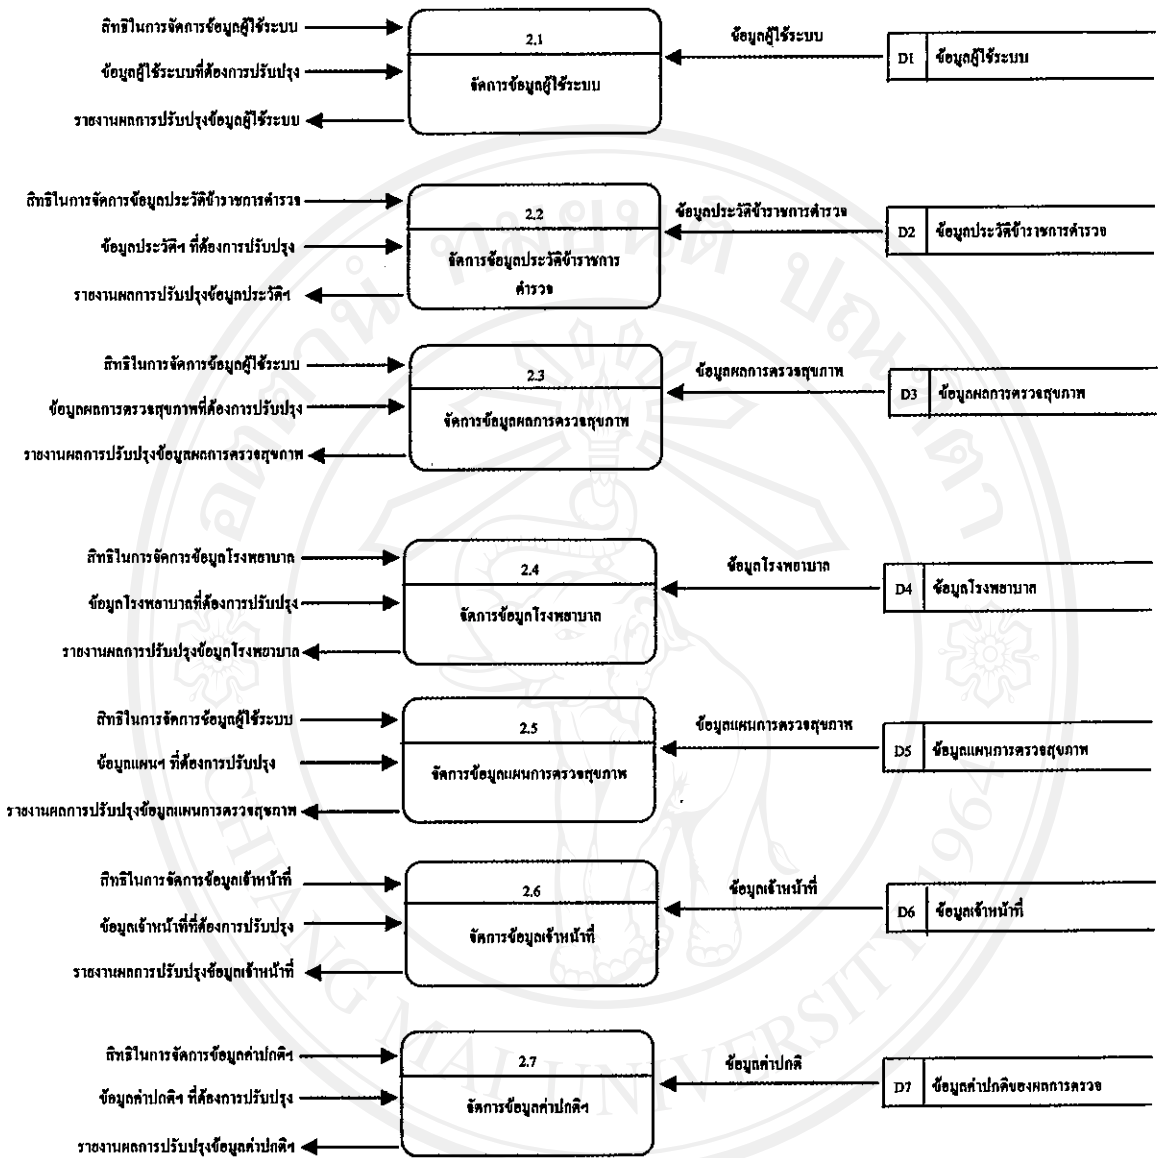 สิทธิในการจัดการข้อมูลผู้ใช้ระบบ
2.1
ข้อมูลผู้ใช้ระบบ
D1 ข้อมูลผู้ใช้ระบบ
ข้อมูลผู้ใช้ระบบที่ต้องการปรับปรุง
จัดการข้อมูลผู้ใช้ระบบ
รายงานผลการปรับปรุงข้อมูลผู้ใช้ระบบ
สิทธิในการจัดการข้อมูลประวัติข้าราชการตำรวจ
2.2
ข้อมูลประวัติข้าราชการตำรวจ
D2 ข้อมูลประวัติข้าราชการตำรวจ
ข้อมูลประวัติฯ ที่ต้องการปรับปรุง
จัดการข้อมูลประวัติข้าราชการ
ตำรวจ
รายงานผลการปรับปรุงข้อมูลประวัติฯ
สิทธิในการจัดการข้อมูลผู้ใช้ระบบ
2.3
ข้อมูลผลการตรวจสุขภาพ
D3 ข้อมูลผลการตรวจสุขภาพ
ข้อมูลผลการตรวจสุขภาพที่ต้องการปรับปรุง
จัดการข้อมูลผลการตรวจสุขภาพ
รายงานผลการปรับปรุงข้อมูลผลการตรวจสุขภาพ
สิทธิในการจัดการข้อมูลโรงพยาบาล
2.4
ข้อมูลโรงพยาบาล
D4 ข้อมูลโรงพยาบาล
ข้อมูลโรงพยาบาลที่ต้องการปรับปรุง
จัดการข้อมูลโรงพยาบาล
รายงานผลการปรับปรุงข้อมูลโรงพยาบาล
สิทธิในการจัดการข้อมูลผู้ใช้ระบบ
2.5
ข้อมูลแผนการตรวจสุขภาพ
D5 ข้อมูลแผนการตรวจสุขภาพ
ข้อมูลแผนฯ ที่ต้องการปรับปรุง
จัดการข้อมูลแผนการตรวจสุขภาพ
รายงานผลการปรับปรุงข้อมูลแผนการตรวจสุขภาพ
สิทธิในการจัดการข้อมูลเจ้าหน้าที่
2.6
ข้อมูลเจ้าหน้าที่
D6 ข้อมูลเจ้าหน้าที่
ข้อมูลเจ้าหน้าที่ที่ต้องการปรับปรุง
จัดการข้อมูลเจ้าหน้าที่
รายงานผลการปรับปรุงข้อมูลเจ้าหน้าที่
สิทธิในการจัดการข้อมูลค่าปกติฯ
2.7
ข้อมูลค่าปกติ
D7 ข้อมูลค่าปกติของผลการตรวจ
ข้อมูลค่าปกติฯ ที่ต้องการปรับปรุง
จัดการข้อมูลค่าปกติฯ
รายงานผลการปรับปรุงข้อมูลค่าปกติฯ
CHIANG MAI UNIVERSITY 1964